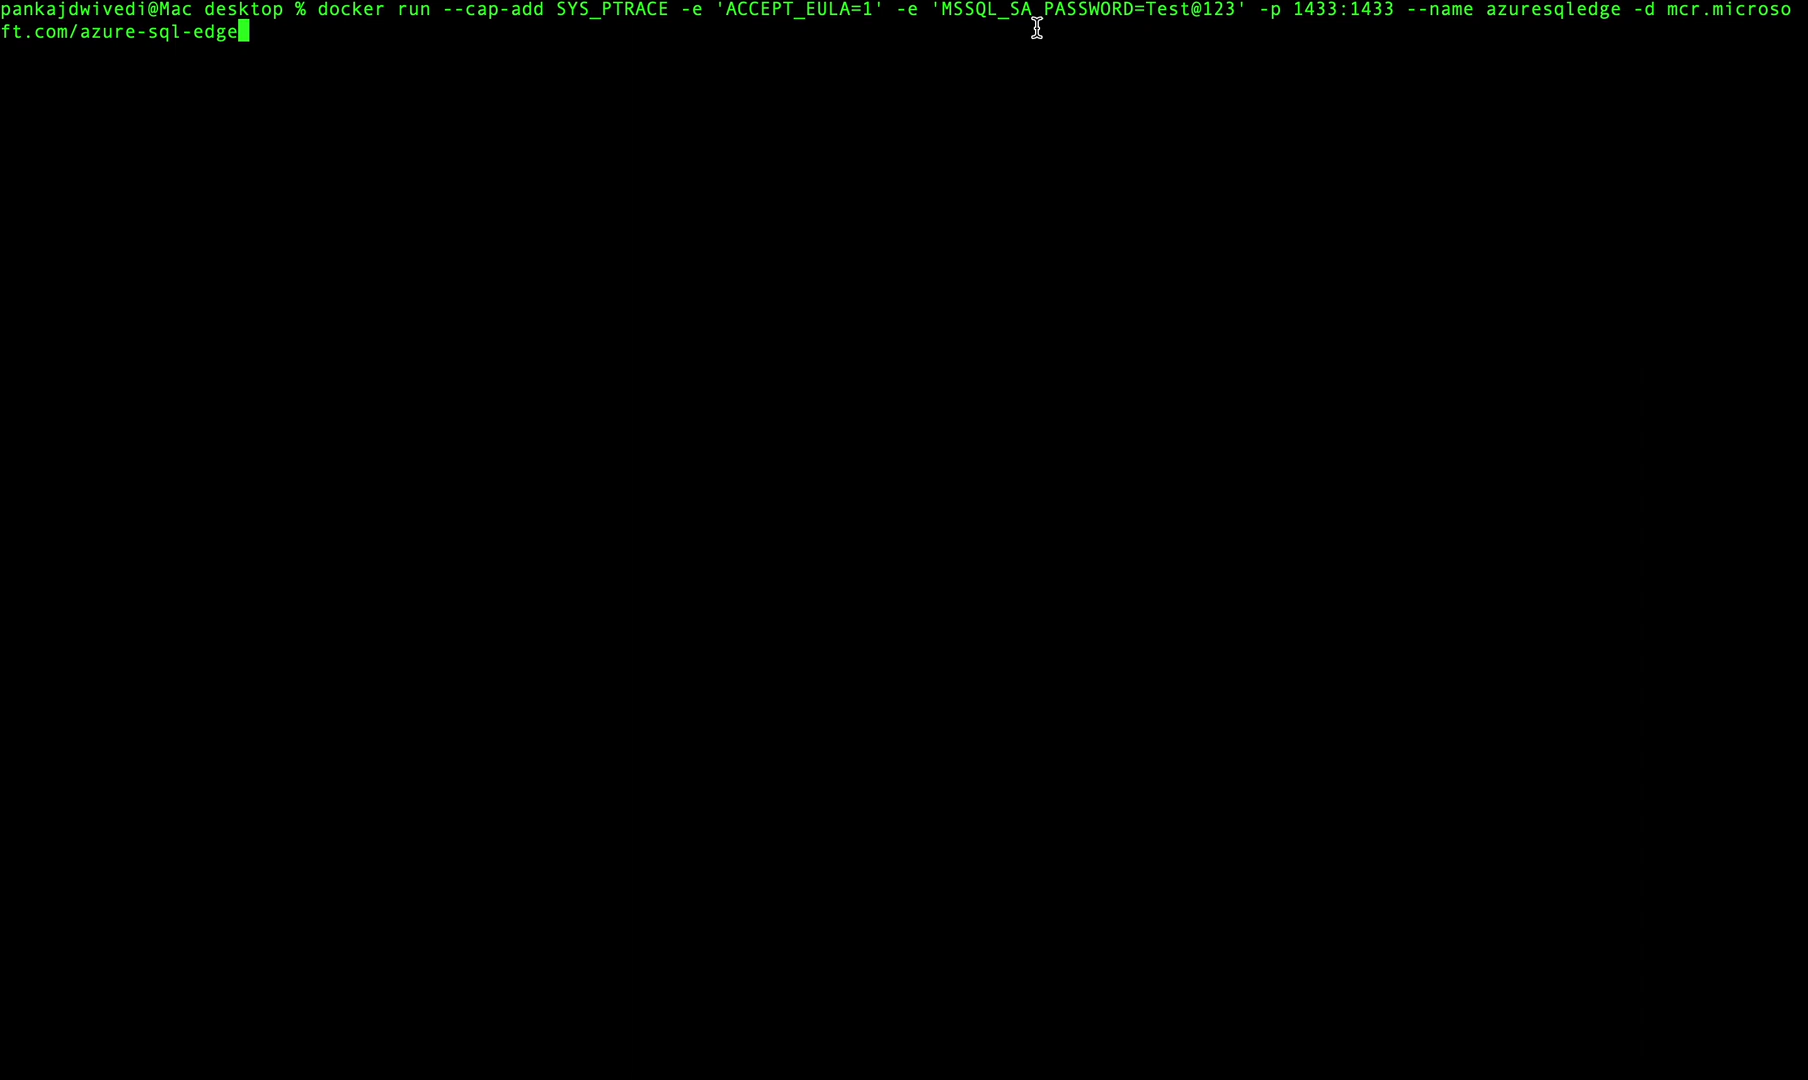 pankajdwivedi@Mac desktop % docker run --cap-add SYS_PTRACE -e 'ACCEPT_EULA=1' -e 'MSSQL_SA_PASSWORD=Test@123' -p 1433:1433 --name azuresqledge -d mcr.microso
ft.com/azure-sql-edge